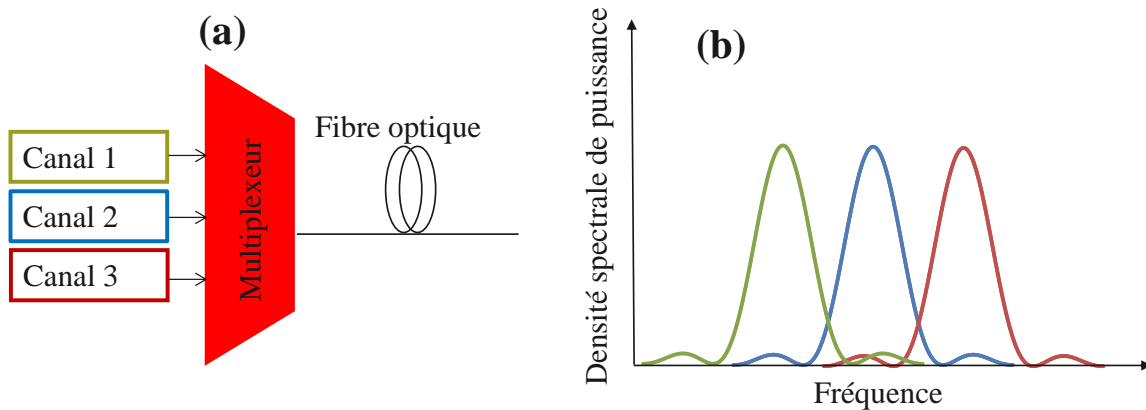 (a)
Canal 1
Canal 2
Canal 3
Multiplexeur
Fibre optique
(b)
Densité spectrale de puissance
Fréquence